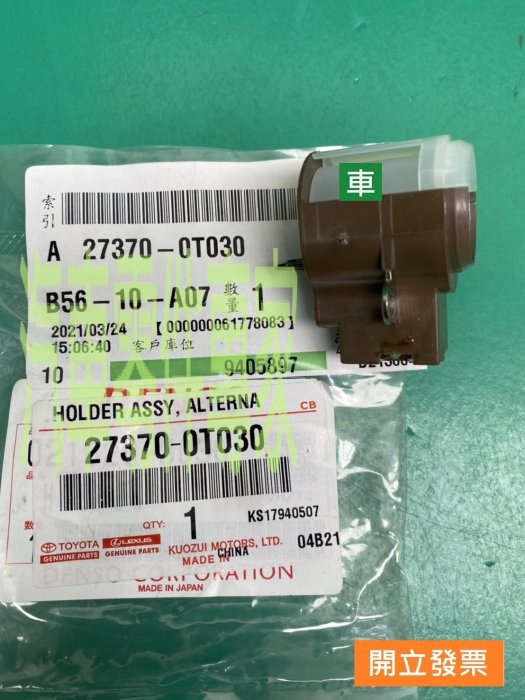 車
索引
A 27370-0T030
B56-10-A07 數量 1
2021/03/24 【000000061778083】
15:06:40 客戶庫位
10 9405897
HOLDER ASSY, ALTERNA CB
27370-0T030
QTY: 1 KS17940507
TOYOTA GENUINE PARTS LEXUS GENUINE PARTS
KUOZUI MOTORS, LTD. 04B21
MADE IN CHINA
DENSO CORPORATION
MADE IN JAPAN
開立發票